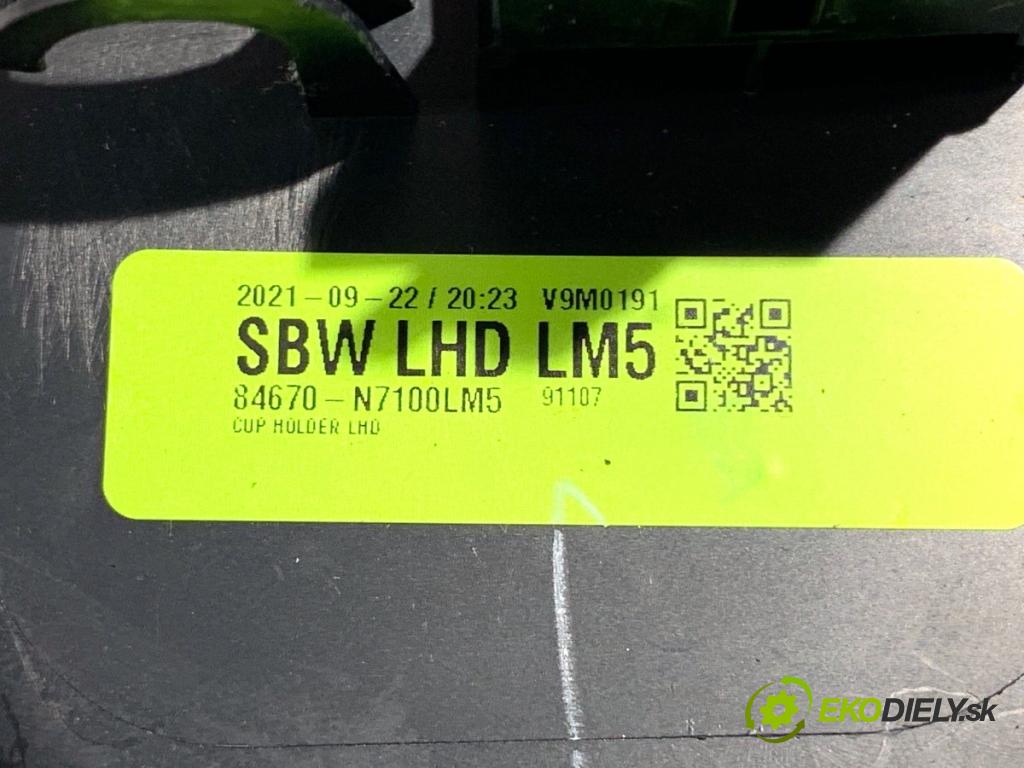 2021-09-22 / 20:23 V9M0191
SBW LHD LM5
84670-N7100LM5 91107
CUP HOLDER LHD
EKODIELY.sk